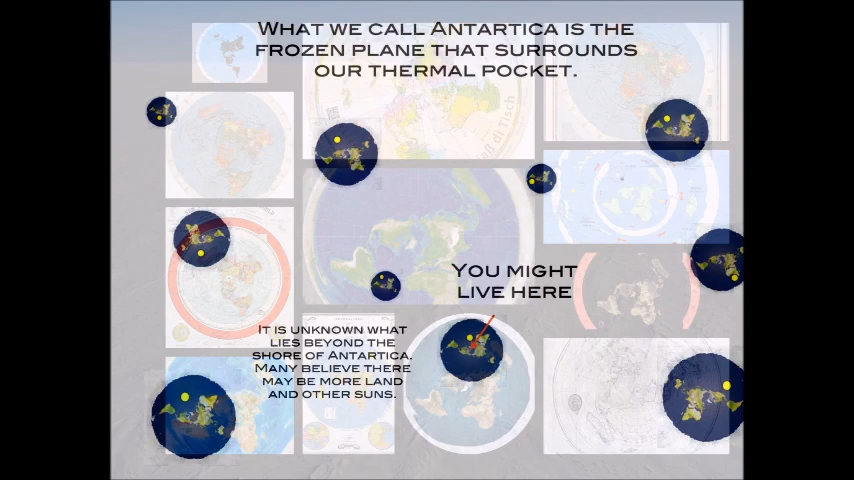 What we call Antartica is the
frozen plane that surrounds
our thermal pocket.
You might
live here
It is unknown what
lies beyond the
shore of Antartica.
Many believe there
may be more land
and other suns.